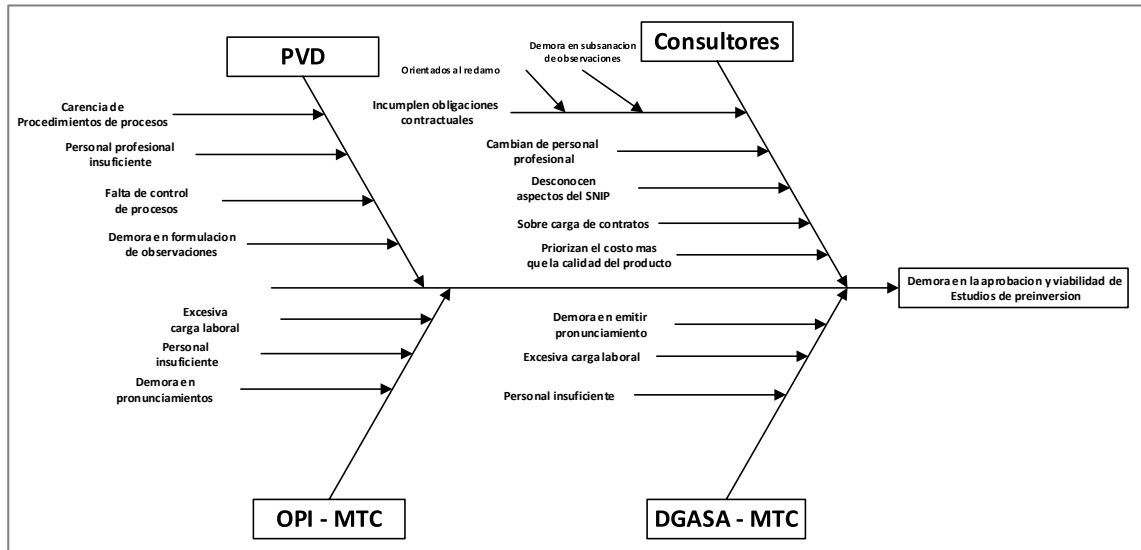 PVD
Carencia de
Procedimientos de procesos
Personal profesional
insuficiente
Falta de control
de procesos
Demora en formulacion
de observaciones
Consultores
Demora en subsanacion
de observaciones
Orientados al reclamo
Incumplen obligaciones
contractuales
Cambian de personal
profesional
Desconocen
aspectos del SNIP
Sobre carga de contratos
Priorizan el costo mas
que la calidad del producto
Demora en la aprobacion y viabilidad de
Estudios de preinversion
Excesiva
carga laboral
Personal
insuficiente
Demora en
pronunciamientos
OPI - MTC
Demora en emitir
pronunciamiento
Excesiva carga laboral
Personal insuficiente
DGASA - MTC